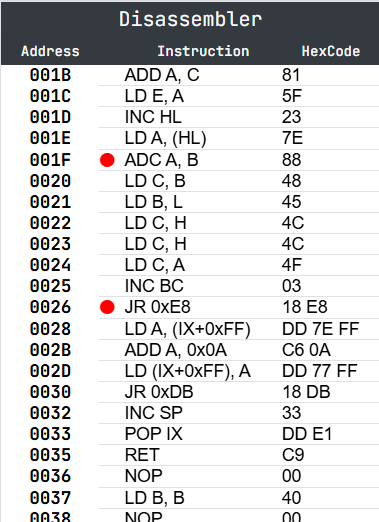 Disassembler
Address Instruction HexCode
001B ADD A, C 81
001C LD E, A 5F
001D INC HL 23
001E LD A, (HL) 7E
001F ADC A, B 88
0020 LD C, B 48
0021 LD B, L 45
0022 LD C, H 4C
0023 LD C, H 4C
0024 LD C, A 4F
0025 INC BC 03
0026 JR 0xE8 18 E8
0028 LD A, (IX+0xFF) DD 7E FF
002B ADD A, 0x0A C6 0A
002D LD (IX+0xFF), A DD 77 FF
0030 JR 0xDB 18 DB
0032 INC SP 33
0033 POP IX DD E1
0035 RET C9
0036 NOP 00
0037 LD B, B 40
0038 NOP 00